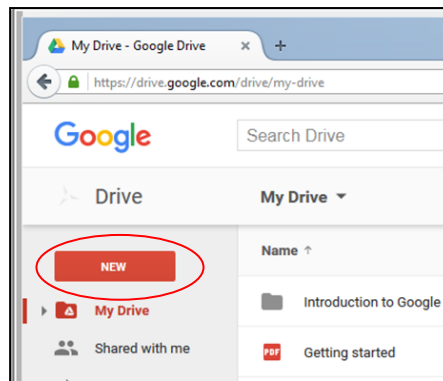 My Drive - Google Drive × +
https://drive.google.com/drive/my-drive
Google Search Drive
Drive My Drive
NEW
Name ↑
My Drive
Introduction to Google
Shared with me
PDF Getting started